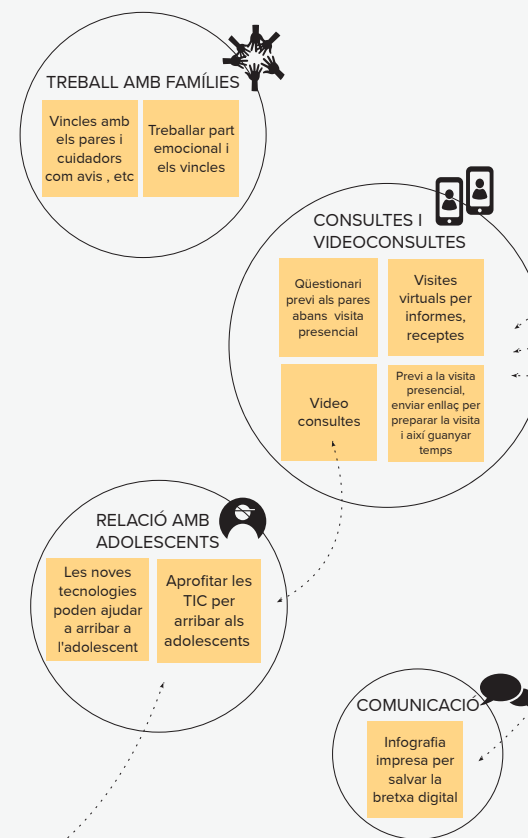 TREBALL AMB FAMÍLIES
Vincles amb
els pares i
cuidadors
com avis , etc
Treballar part
emocional i
els vincles
CONSULTES I
VIDEOCONSULTES
Qüestionari
previ als pares
abans visita
presencial
Visites
virtuals per
informes,
receptes
Video
consultes
Previ a la visita
presencial,
enviar enllaç per
preparar la visita
i així guanyar
temps
RELACIÓ AMB
ADOLESCENTS
Les noves
tecnologies
poden ajudar
a arribar a
l'adolescent
Aprofitar les
TIC per
arribar als
adolescents
COMUNICACIÓ
Infografia
impresa per
salvar la
bretxa digital